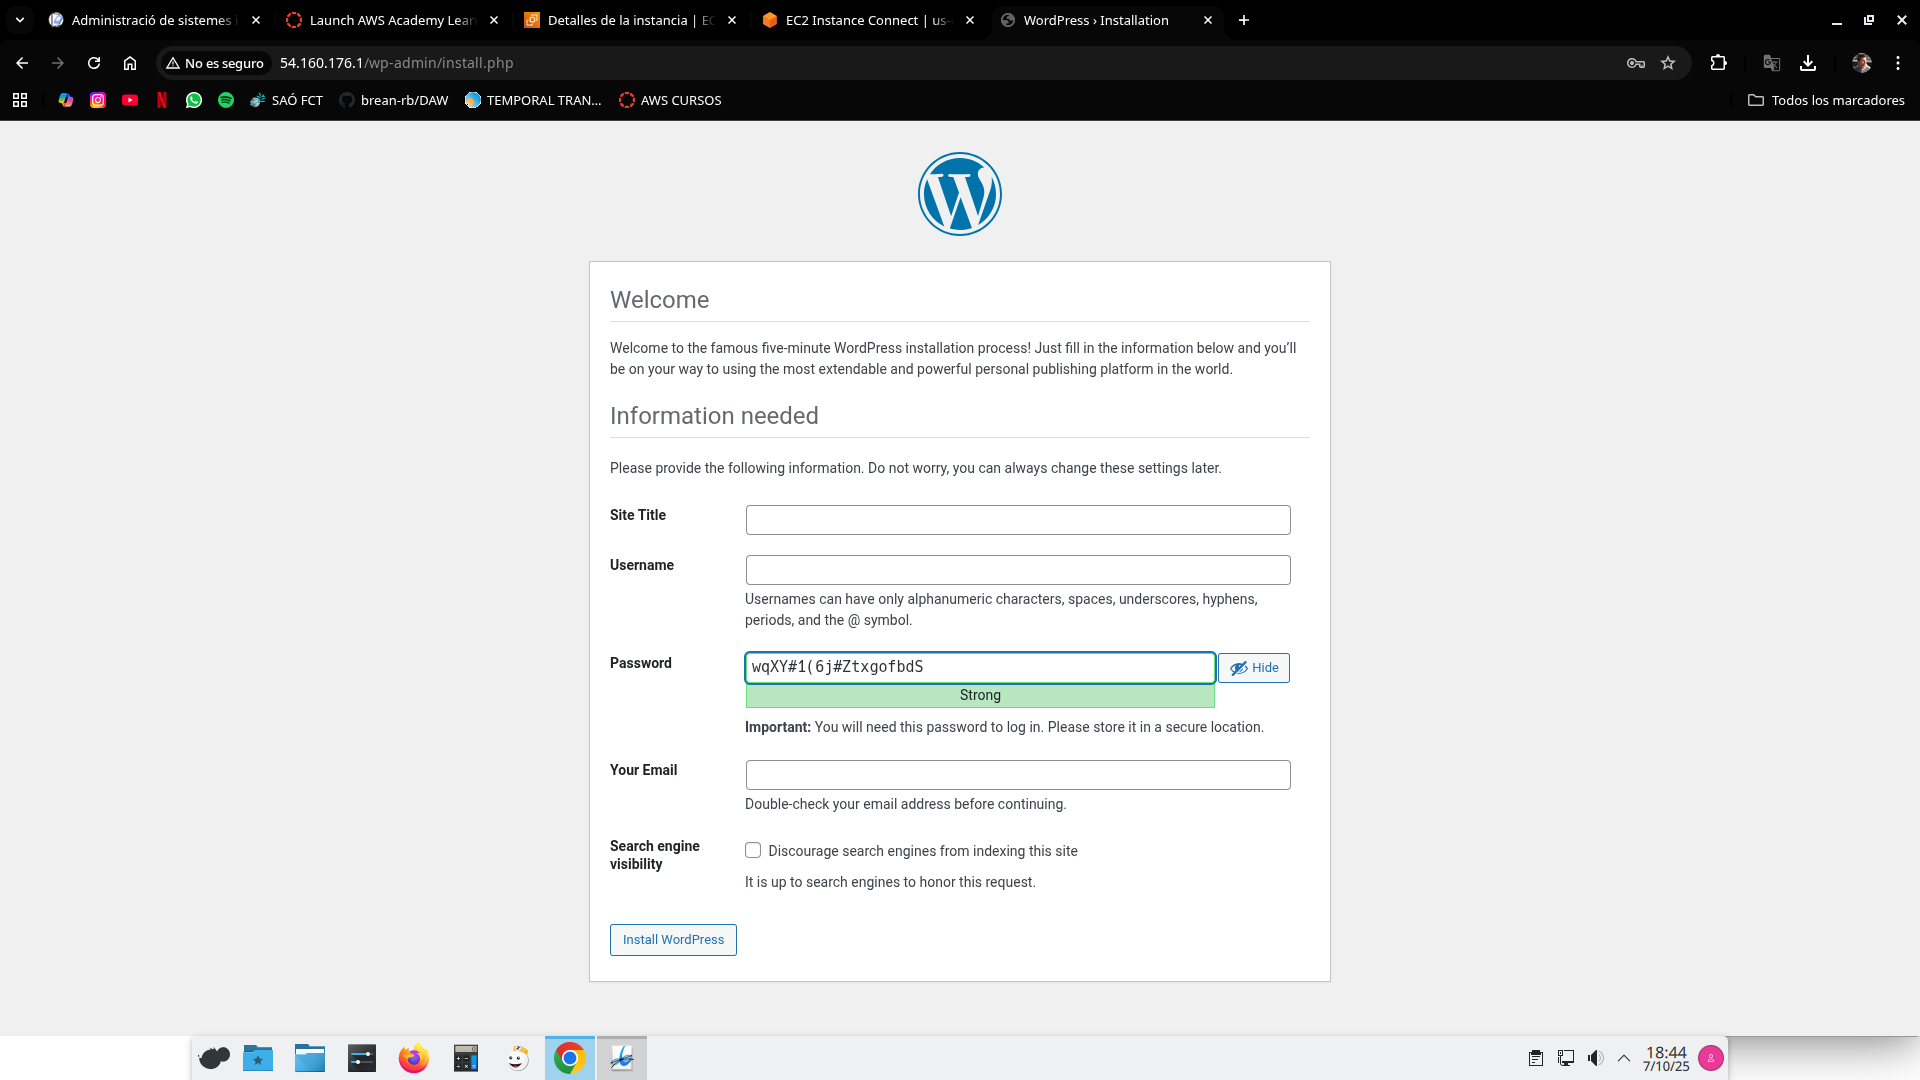 Administració de sistemes
Launch AWS Academy Lear
Detalles de la instancia | EC
EC2 Instance Connect | us-
WordPress › Installation
No es seguro
54.160.176.1/wp-admin/install.php
SAÓ FCT
brean-rb/DAW
TEMPORAL TRAN...
AWS CURSOS
Todos los marcadores
Welcome
Welcome to the famous five-minute WordPress installation process! Just fill in the information below and you’ll
be on your way to using the most extendable and powerful personal publishing platform in the world.
Information needed
Please provide the following information. Do not worry, you can always change these settings later.
Site Title
Username
Usernames can have only alphanumeric characters, spaces, underscores, hyphens,
periods, and the @ symbol.
Password
wqXY#1(6j#ZtxgofbdS
Hide
Strong
Important: You will need this password to log in. Please store it in a secure location.
Your Email
Double-check your email address before continuing.
Search engine
visibility
Discourage search engines from indexing this site
It is up to search engines to honor this request.
Install WordPress
18:44
7/10/25